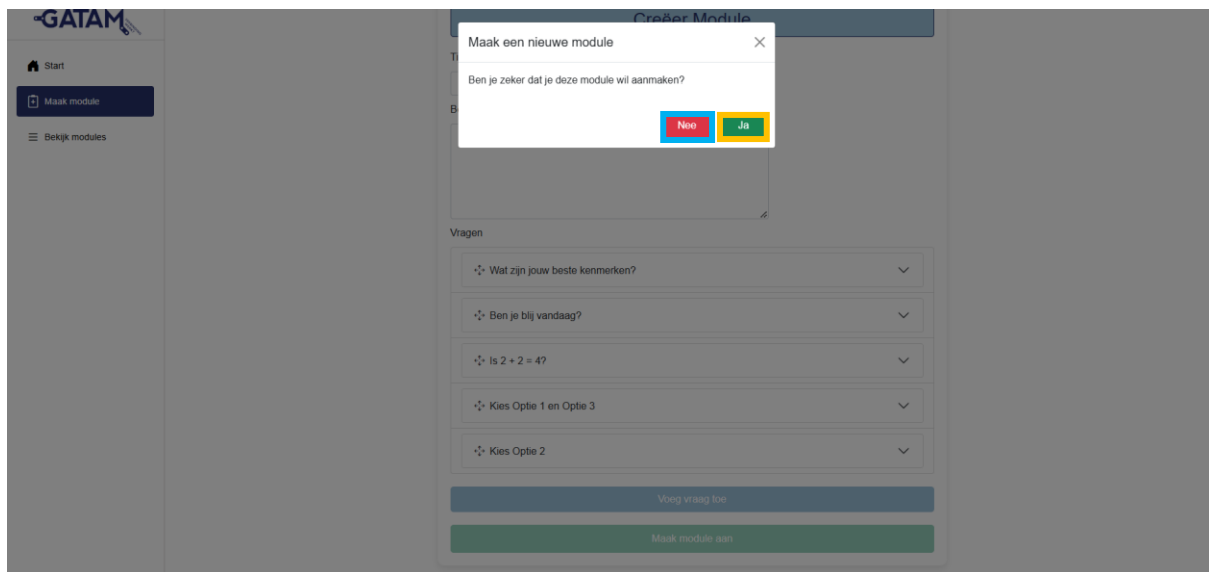 GATAM
Creëer Module
Maak een nieuwe module
Start
Ben je zeker dat je deze module wil aanmaken?
Maak module
Nee
Ja
Bekijk modules
Vragen
Wat zijn jouw beste kenmerken?
Ben je blij vandaag?
Is 2 + 2 = 4?
Kies Optie 1 en Optie 3
Kies Optie 2
Voeg vraag toe
Maak module aan